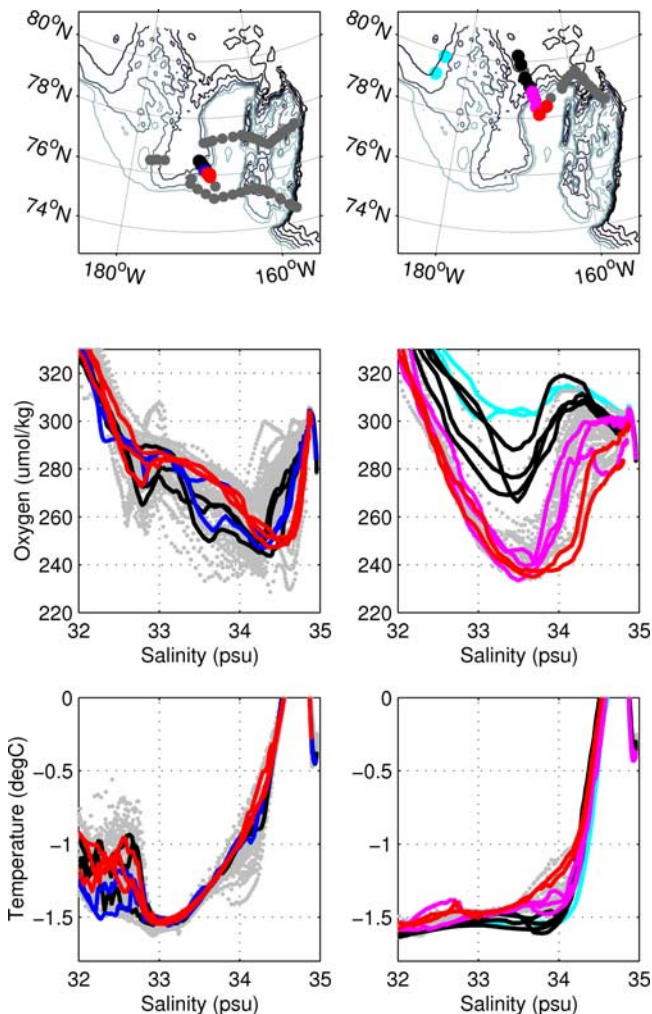 80°N
78°N
76°N
74°N
180°W
160°W
80°N
78°N
76°N
74°N
180°W
160°W
Oxygen (umol/kg)
320
300
280
260
240
220
32
33
34
35
Salinity (psu)
320
300
280
260
240
220
32
33
34
35
Salinity (psu)
Temperature (degC)
0
−0.5
−1
−1.5
32
33
34
35
Salinity (psu)
0
−0.5
−1
−1.5
32
33
34
35
Salinity (psu)